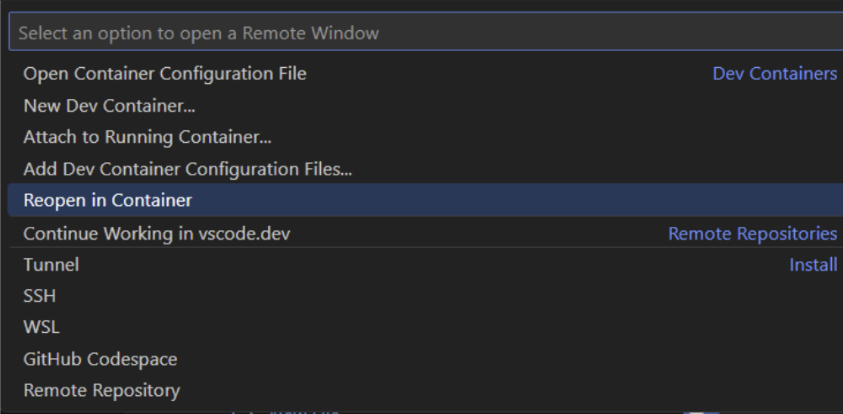 Select an option to open a Remote Window
Open Container Configuration File Dev Containers
New Dev Container...
Attach to Running Container...
Add Dev Container Configuration Files...
Reopen in Container
Continue Working in vscode.dev Remote Repositories
Tunnel Install
SSH
WSL
GitHub Codespace
Remote Repository